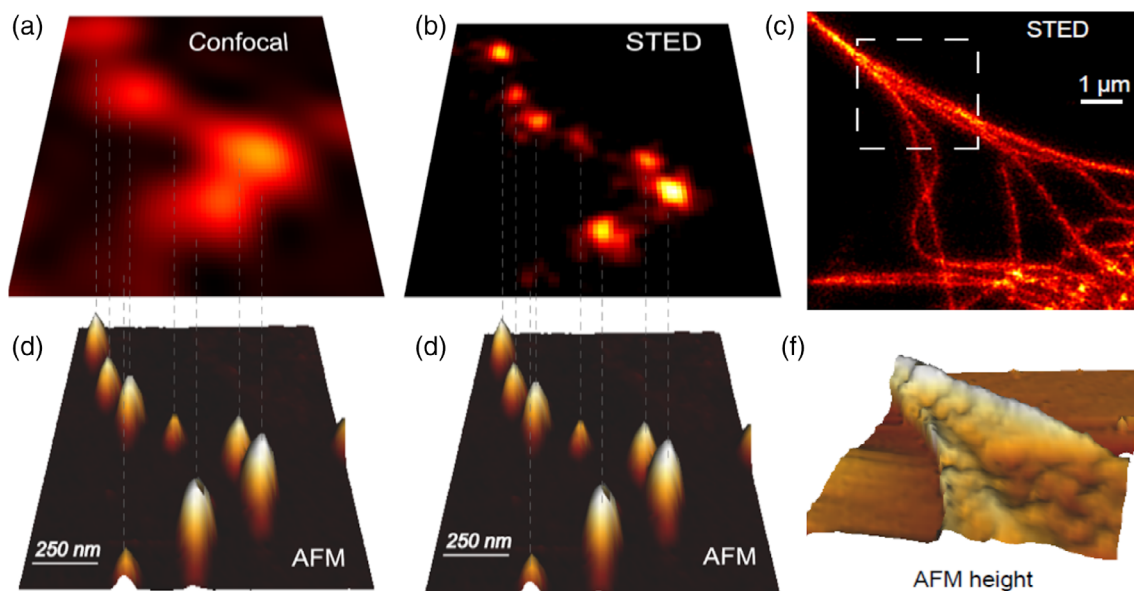 (a)
Confocal
(b)
STED
(c)
STED
1 µm
(d)
250 nm
AFM
(d)
250 nm
AFM
(f)
AFM height